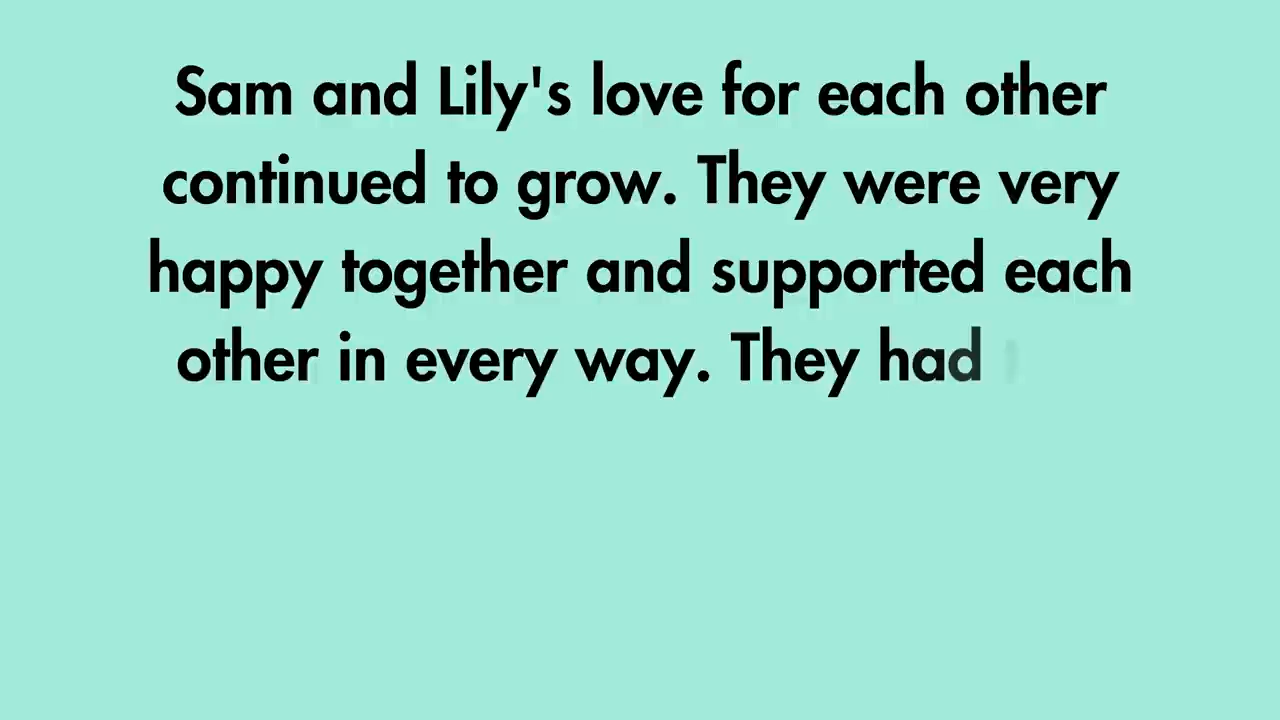 Sam and Lily's love for each other
continued to grow. They were very
happy together and supported each
other in every way. They had